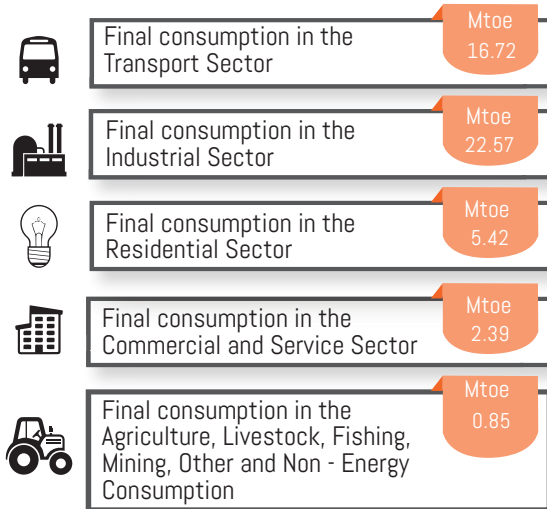 Final consumption in the
Transport Sector
Mtoe
16.72
Final consumption in the
Industrial Sector
Mtoe
22.57
Final consumption in the
Residential Sector
Mtoe
5.42
Final consumption in the
Commercial and Service Sector
Mtoe
2.39
Final consumption in the
Agriculture, Livestock, Fishing,
Mining, Other and Non - Energy
Consumption
Mtoe
0.85